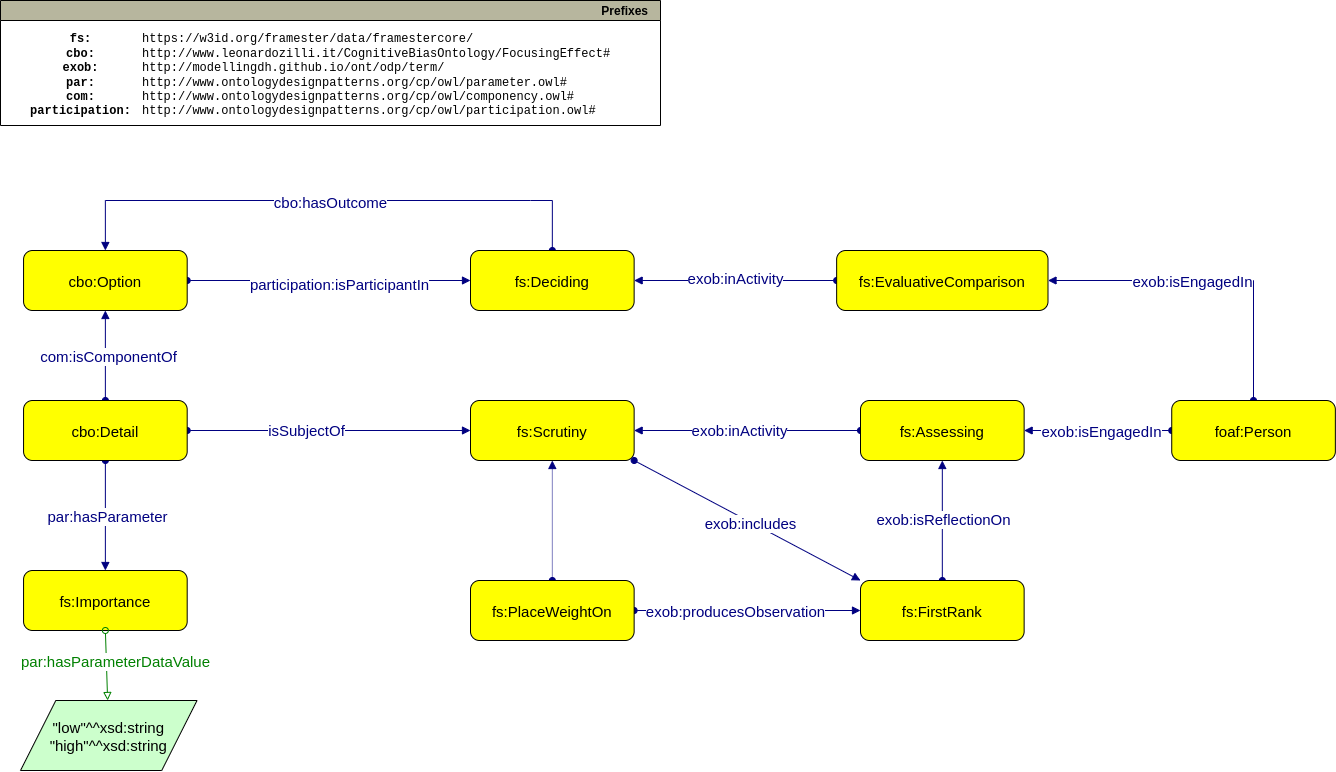 Prefixes
fs: https://w3id.org/framester/data/framestercore/
cbo: http://www.leonardozilli.it/CognitiveBiasOntology/FocusingEffect#
exob: http://modellingdh.github.io/ont/odp/term/
par: http://www.ontologydesignpatterns.org/cp/owl/parameter.owl#
com: http://www.ontologydesignpatterns.org/cp/owl/componency.owl#
participation: http://www.ontologydesignpatterns.org/cp/owl/participation.owl#
cbo:hasOutcome
cbo:Option
participation:isParticipantIn
fs:Deciding
exob:inActivity
fs:EvaluativeComparison
exob:isEngagedIn
com:isComponentOf
cbo:Detail
isSubjectOf
fs:Scrutiny
exob:inActivity
fs:Assessing
exob:isEngagedIn
foaf:Person
par:hasParameter
exob:includes
exob:isReflectionOn
fs:Importance
fs:PlaceWeightOn
exob:producesObservation
fs:FirstRank
par:hasParameterDataValue
"low"^^xsd:string
"high"^^xsd:string